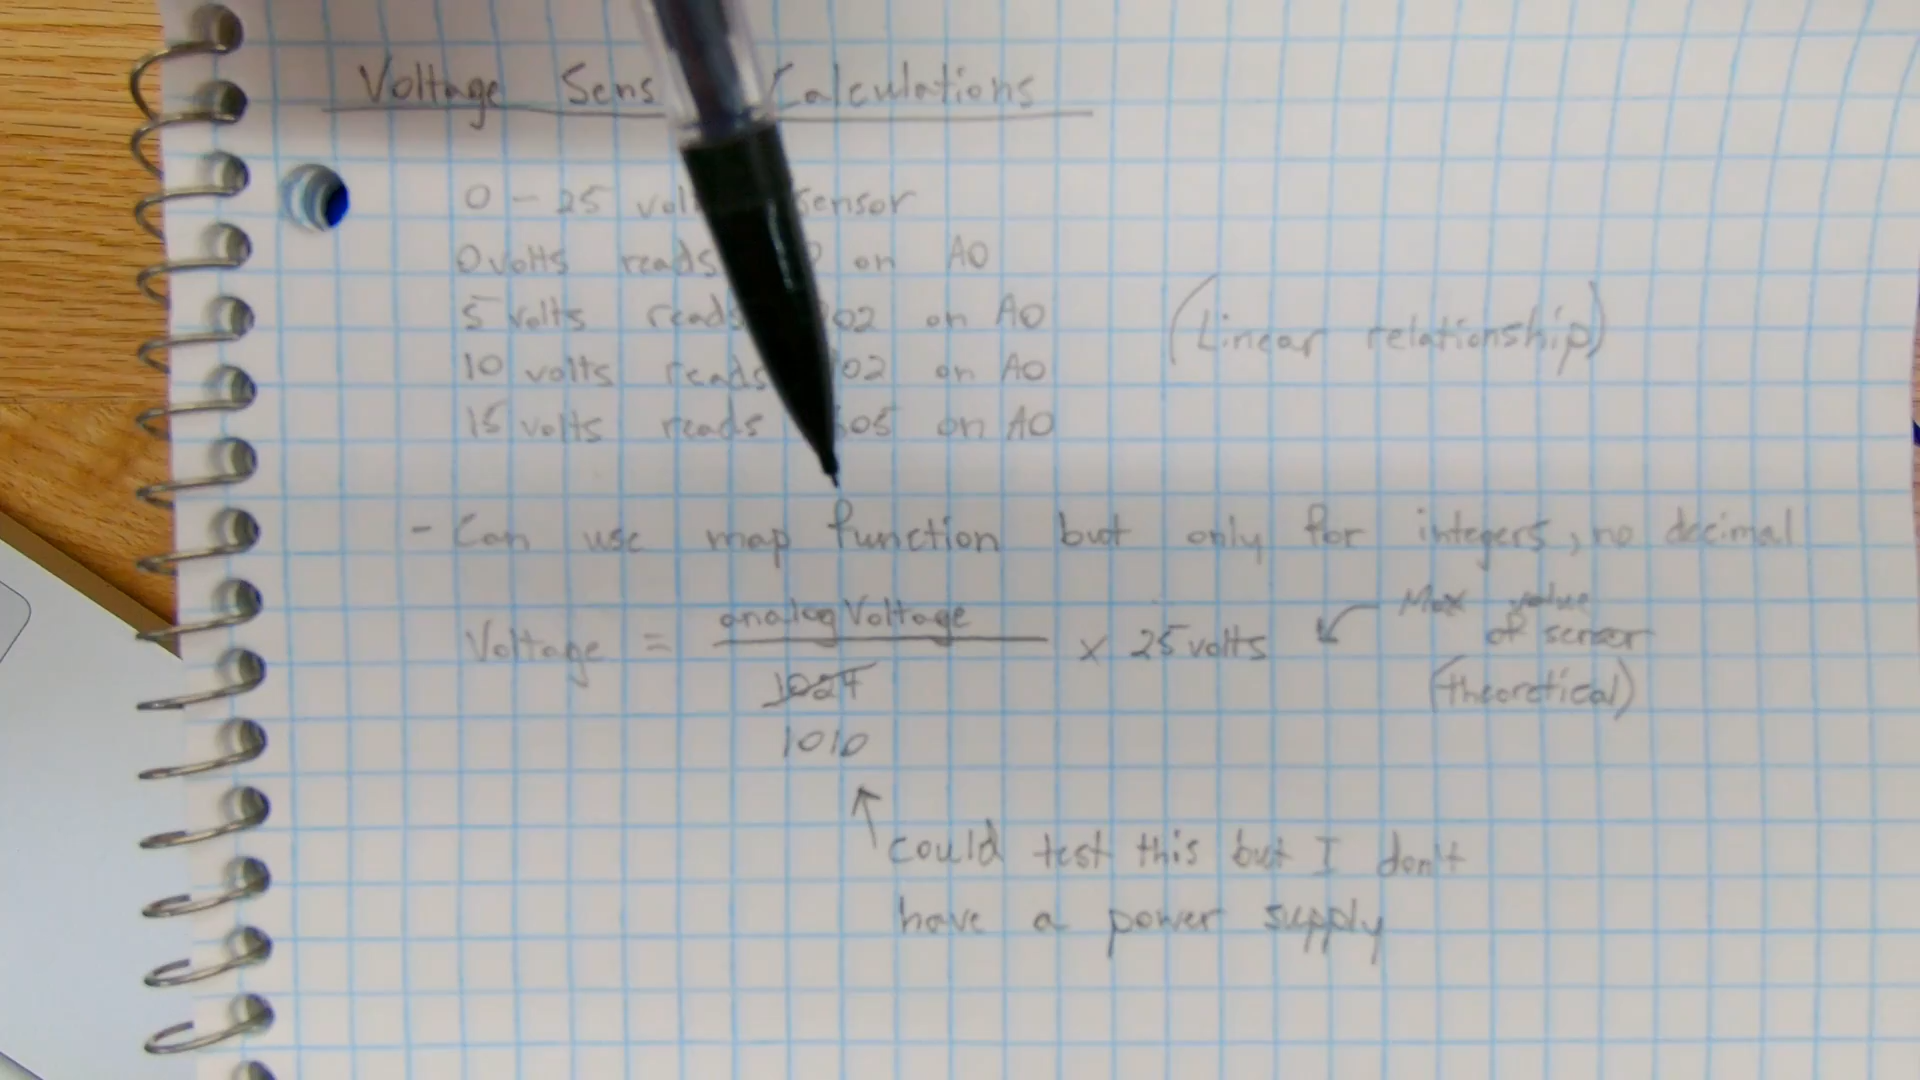 Voltage Sens Calculations
0 - 25 vol sensor
0 volts reads on A0
5 volts reads 02 on A0
10 volts reads 02 on A0
15 volts reads 05 on A0
(Linear relationship)
- Can use map function but only for integers, no decimal
Voltage = analogVoltage × 25 volts
1024
1010
Max value
of sensor
(theoretical)
could test this but I don't
have a power supply